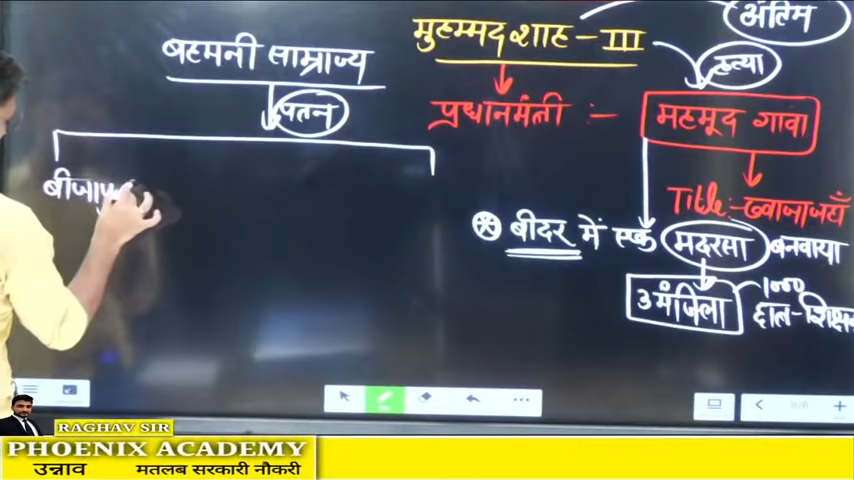 मुहम्मद शाह - III
अंतिम
बहमनी साम्राज्य
हत्या
पतन
प्रधानमंत्री :-
महमूद गावा
बीजापु
Title:- ख्वाजाजहाँ
* बीदर में एक मदरसा बनवाया
3 मंजिला
1000
छात्र-शिक्षक
RAGHAV SIR
PHOENIX ACADEMY
उन्नाव
मतलब सरकारी नौकरी